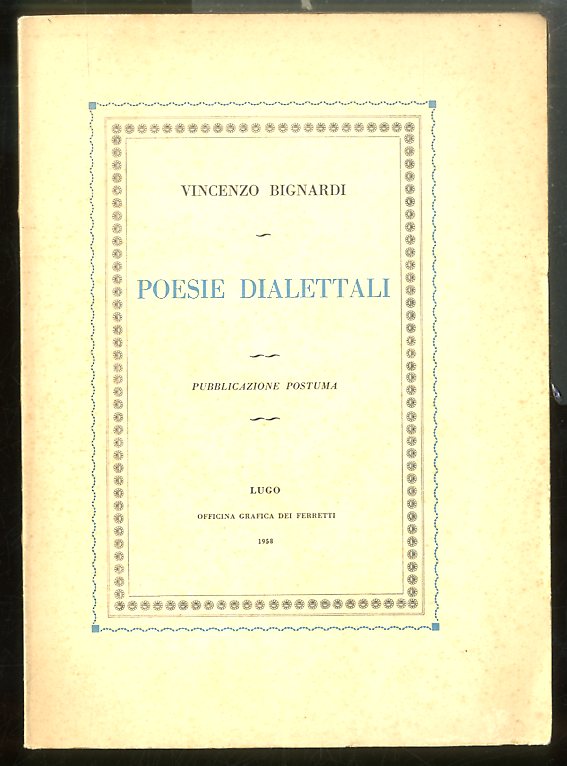 VINCENZO BIGNARDI
POESIE DIALETTALI
PUBBLICAZIONE POSTUMA
LUGO
OFFICINA GRAFICA DEI FERRETTI
1958